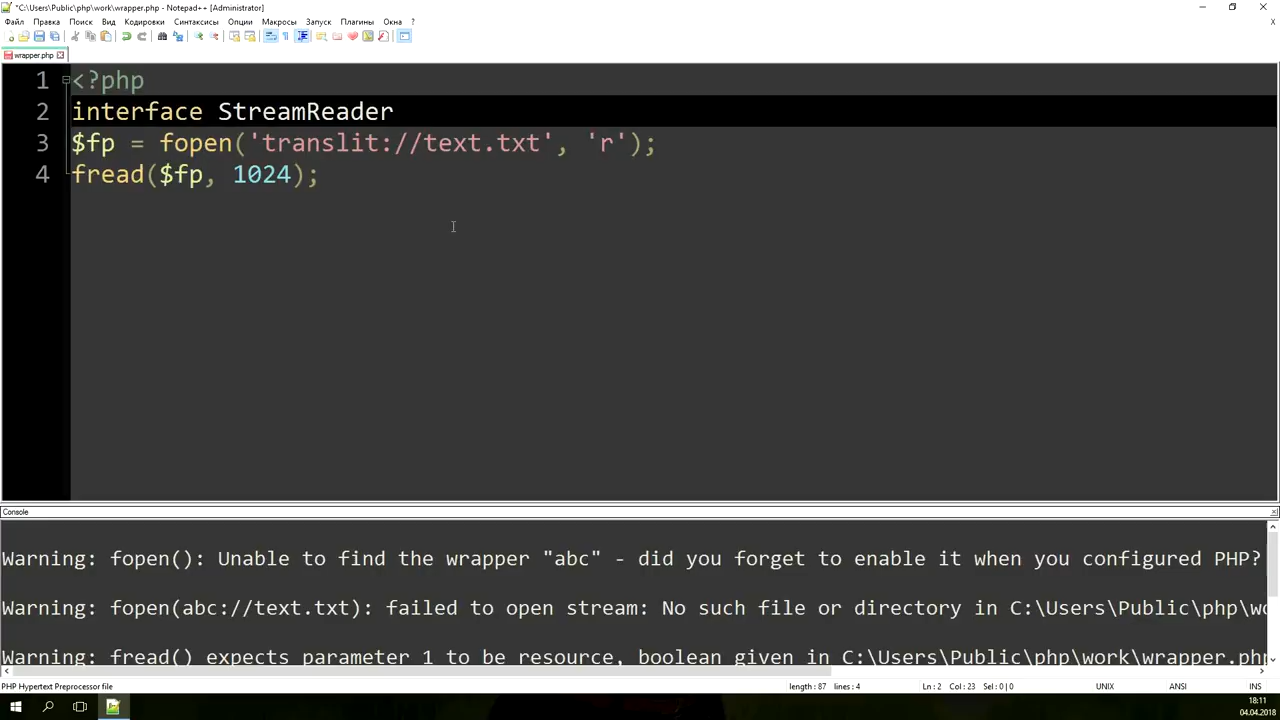 *C:\Users\Public\php\work\wrapper.php - Notepad++ [Administrator]
Файл Правка Поиск Вид Кодировки Синтаксисы Опции Макросы Запуск Плагины Окна ?
X
wrapper.php
1 <?php
2 interface StreamReader
3 $fp = fopen('translit://text.txt', 'r');
4 fread($fp, 1024);
Console
Warning: fopen(): Unable to find the wrapper "abc" - did you forget to enable it when you configured PHP?
Warning: fopen(abc://text.txt): failed to open stream: No such file or directory in C:\Users\Public\php\wo
Warning: fread() expects parameter 1 to be resource, boolean given in C:\Users\Public\php\work\wrapper.php
PHP Hypertext Preprocessor file length : 87 lines : 4 Ln : 2 Col : 23 Sel : 0 | 0 UNIX ANSI INS
18:11
04.04.2018